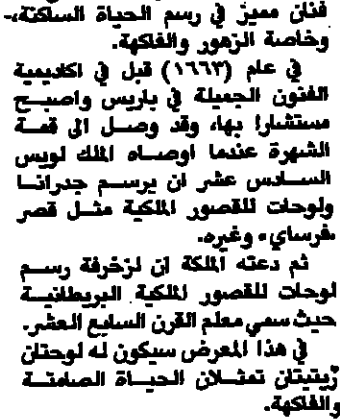 فنان مميز في رسم الحياة الساكنة،-
وخاصة الزهور والفاكهة.
في عام (١٦٦٣) قبل في اكاديمية
الفنون الجميلة في باريس واصبح
مستشارا بها، وقد وصل الى قمة
الشهرة عندما اوصاه الملك لويس
السادس عشر ان يرسم جدرانا
ولوحات للقصور الملكية مثل قصر
«فرساي» وغيره.
ثم دعته الملكة ان لزخرفة رسم
لوحات للقصور الملكية البريطانية
حيث سمي معلم القرن السابع العشر.
في هذا المعرض سيكون له لوحتان
زيتيتان تمثلان الحياة الصامتة
والفاكهة.